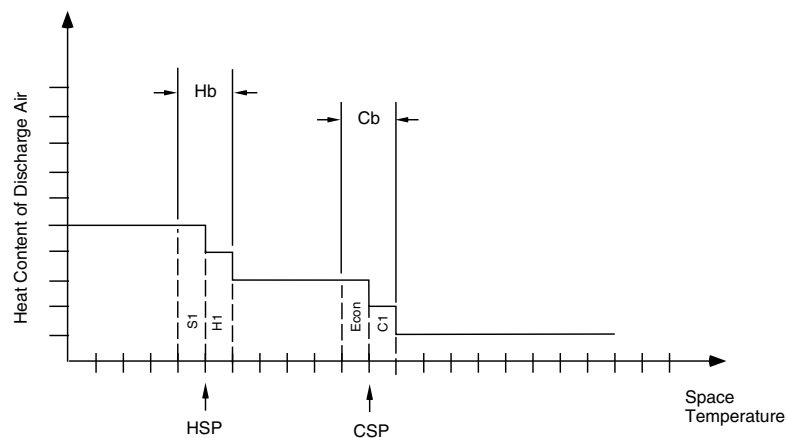 Hb
Cb
Heat Content of Discharge Air
S1
H1
Econ
C1
HSP
CSP
Space
Temperature